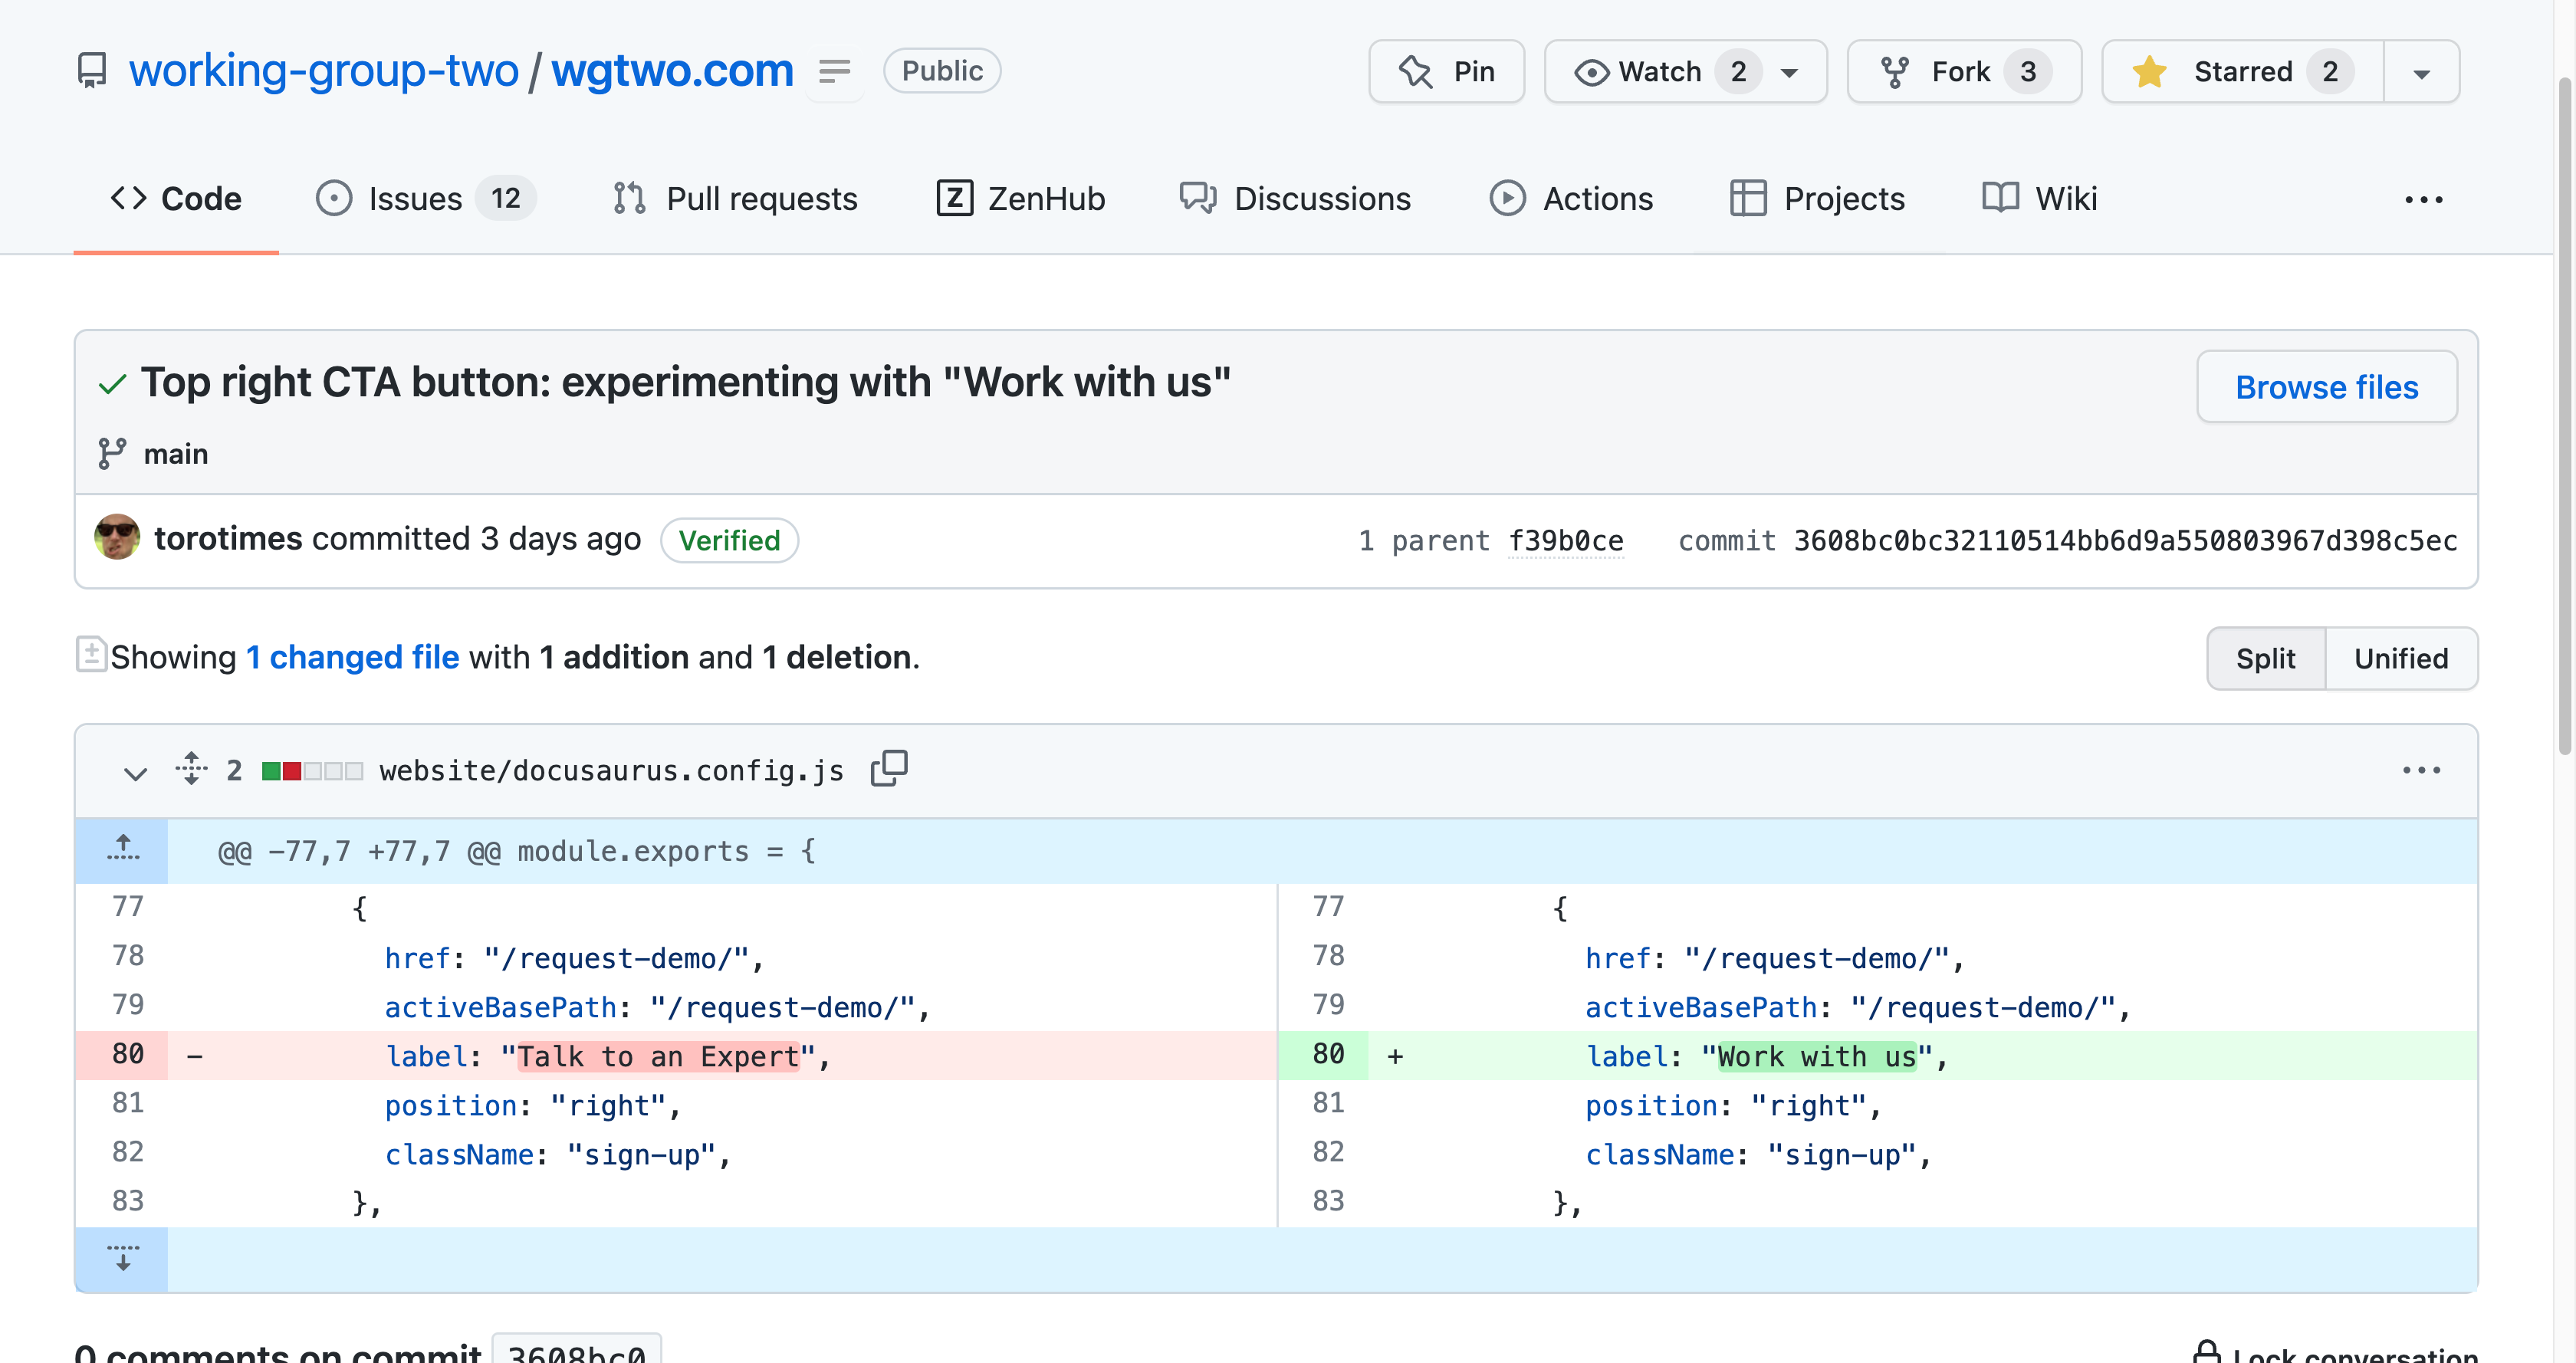 working-group-two / wgtwo.com Public Pin Watch 2 Fork 3 Starred 2
Code Issues 12 Pull requests ZenHub Discussions Actions Projects Wiki ...
Top right CTA button: experimenting with "Work with us" Browse files
main
torotimes committed 3 days ago Verified 1 parent f39b0ce commit 3608bc0bc32110514bb6d9a550803967d398c5ec
Showing 1 changed file with 1 addition and 1 deletion. Split Unified
2 website/docusaurus.config.js ...
@@ -77,7 +77,7 @@ module.exports = {
77 { 77 {
78 href: "/request-demo/", 78 href: "/request-demo/",
79 activeBasePath: "/request-demo/", 79 activeBasePath: "/request-demo/",
80 - label: "Talk to an Expert", 80 + label: "Work with us",
81 position: "right", 81 position: "right",
82 className: "sign-up", 82 className: "sign-up",
83 }, 83 },
0 comments on commit 3608bc0 Lock conversation